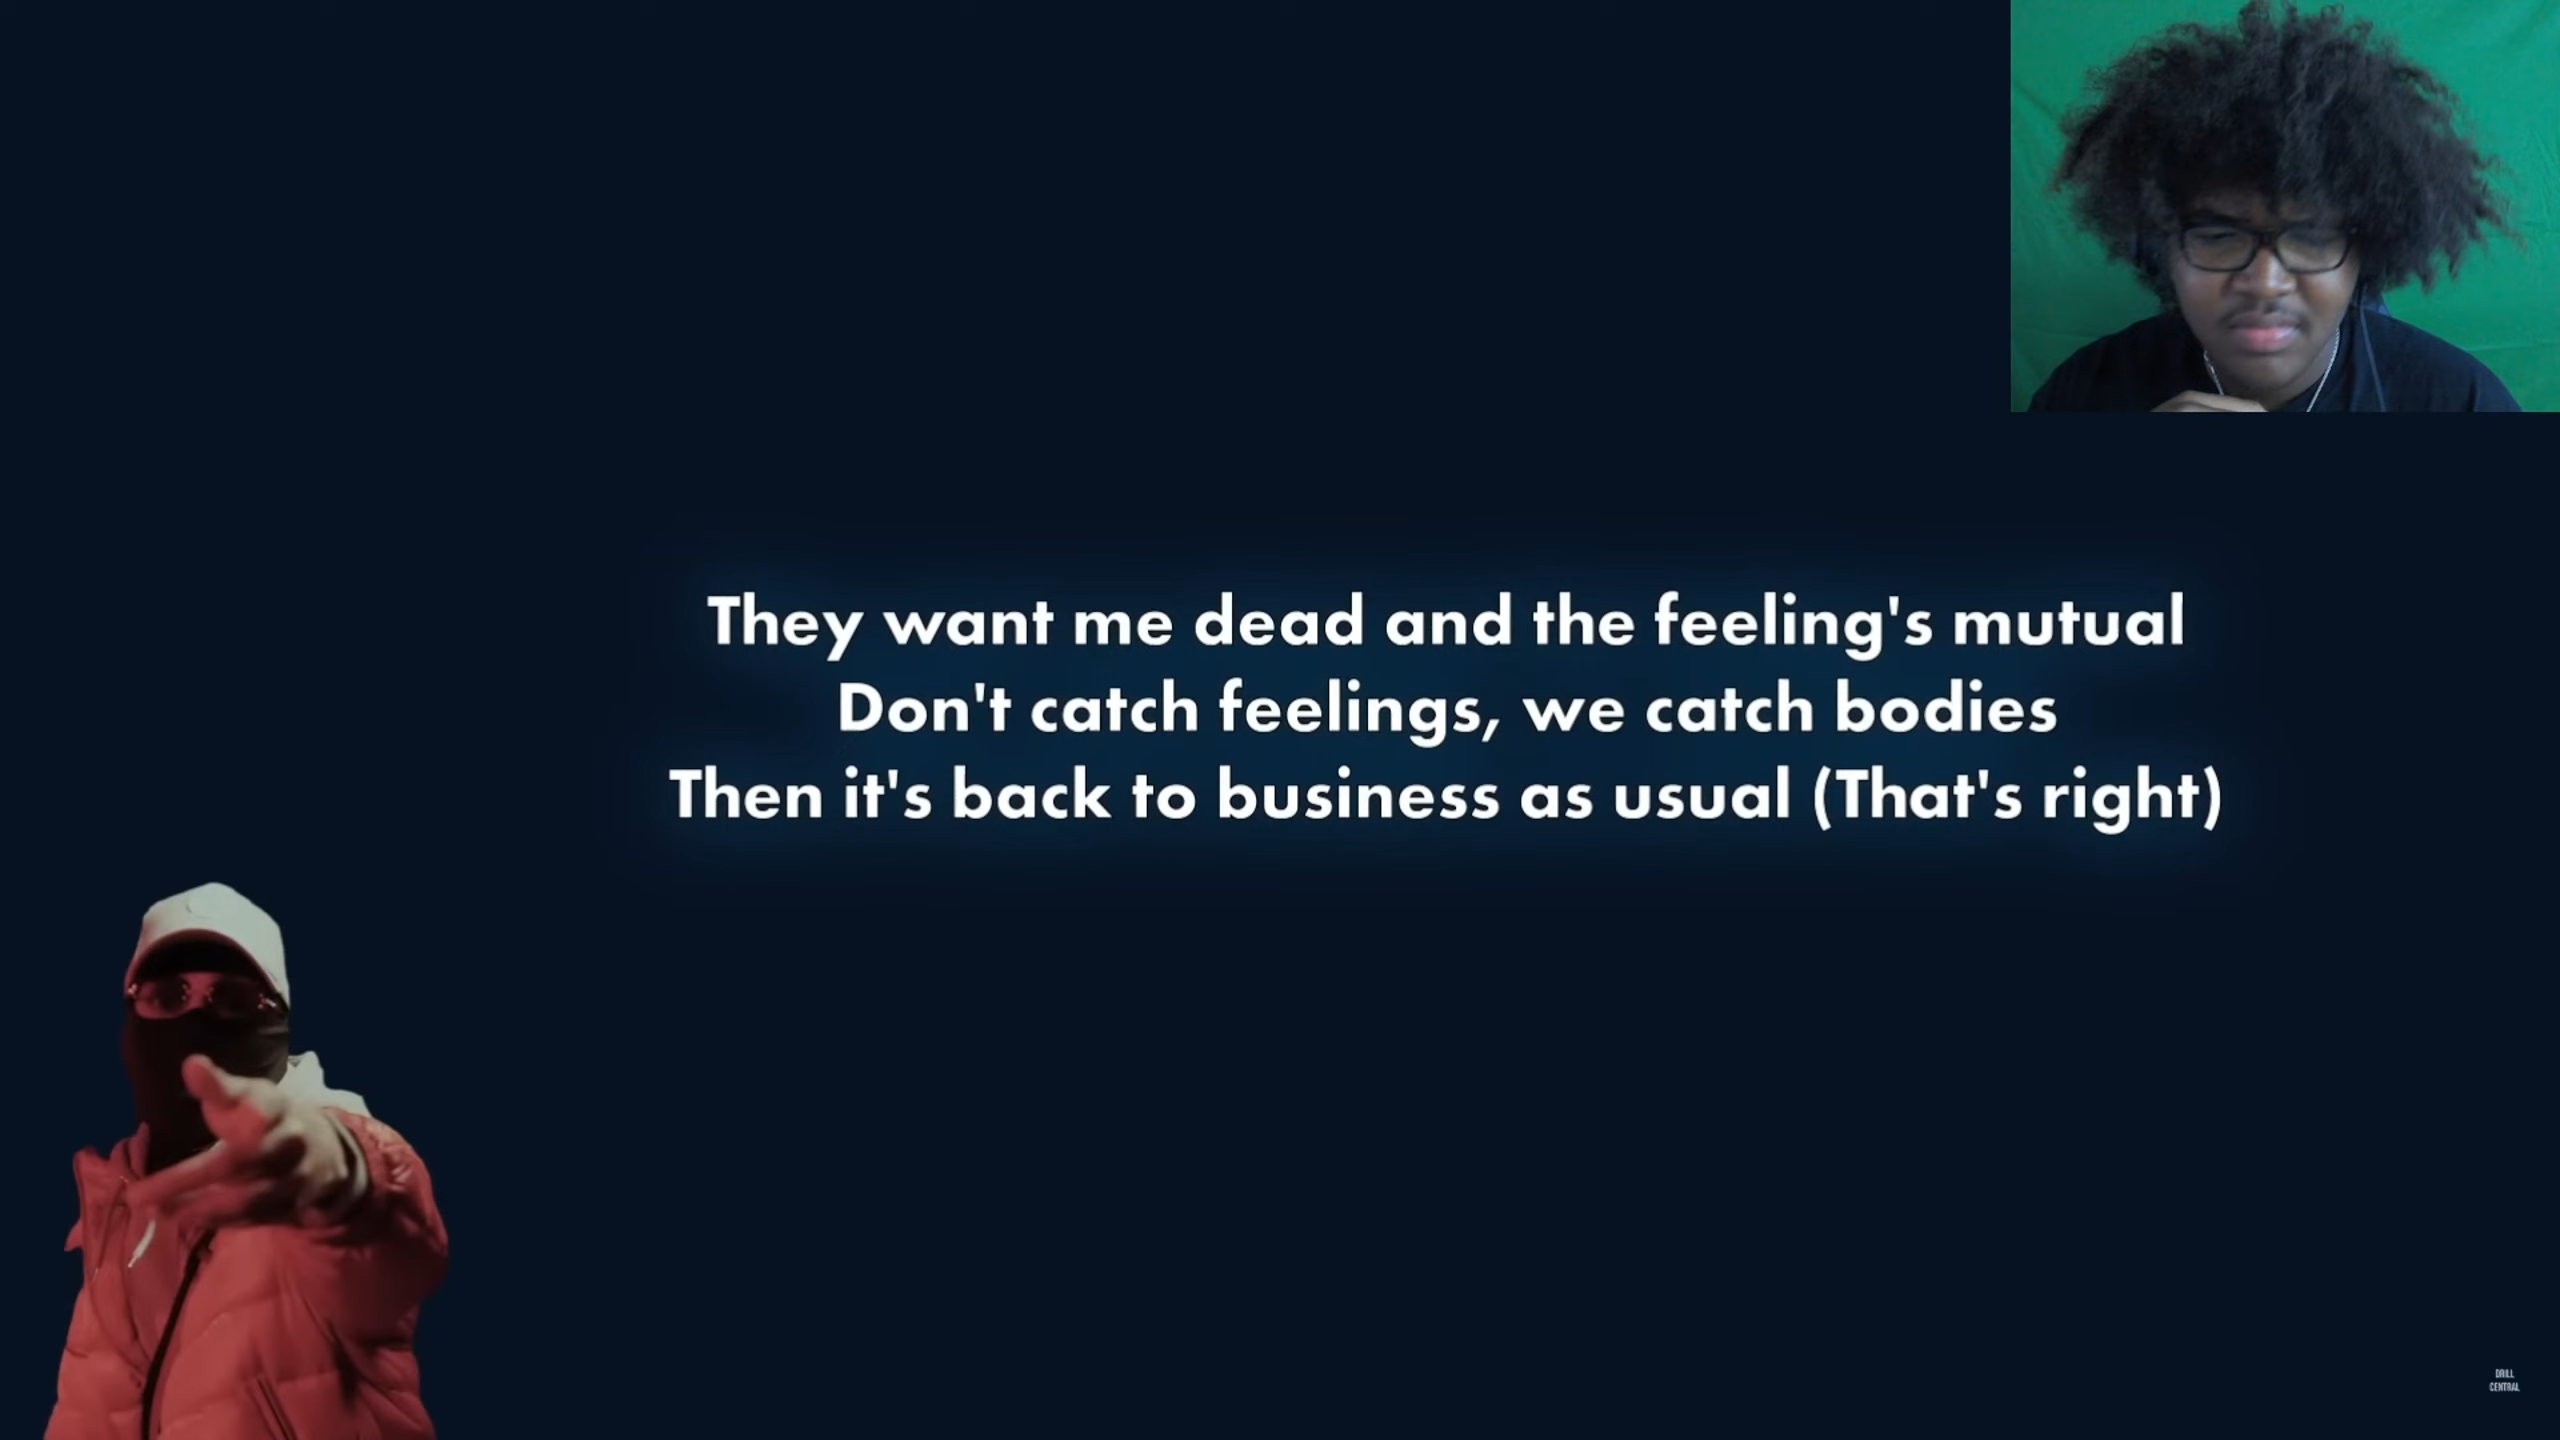 They want me dead and the feeling's mutual
Don't catch feelings, we catch bodies
Then it's back to business as usual (That's right)
DRILL
CENTRAL